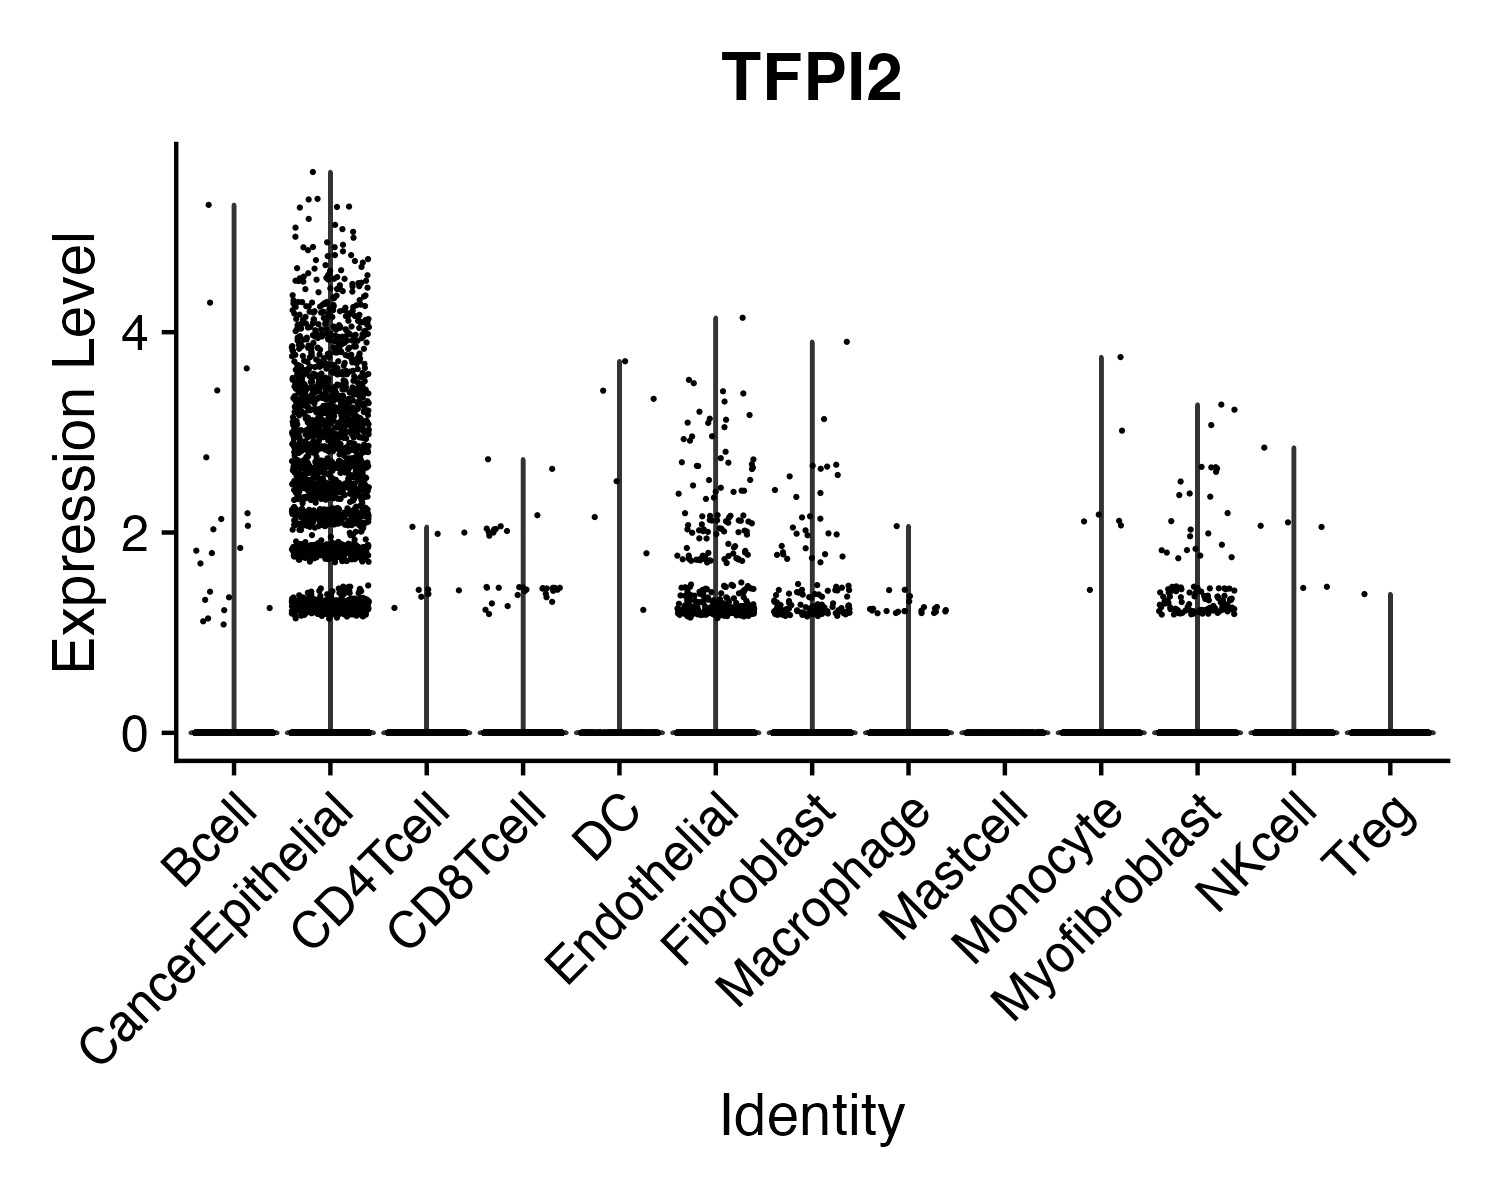 TFPI2
Expression Level
4
2
0
Bcell
CancerEpithelial
CD4Tcell
CD8Tcell
DC
Endothelial
Fibroblast
Macrophage
Mastcell
Monocyte
Myofibroblast
NKcell
Treg
Identity